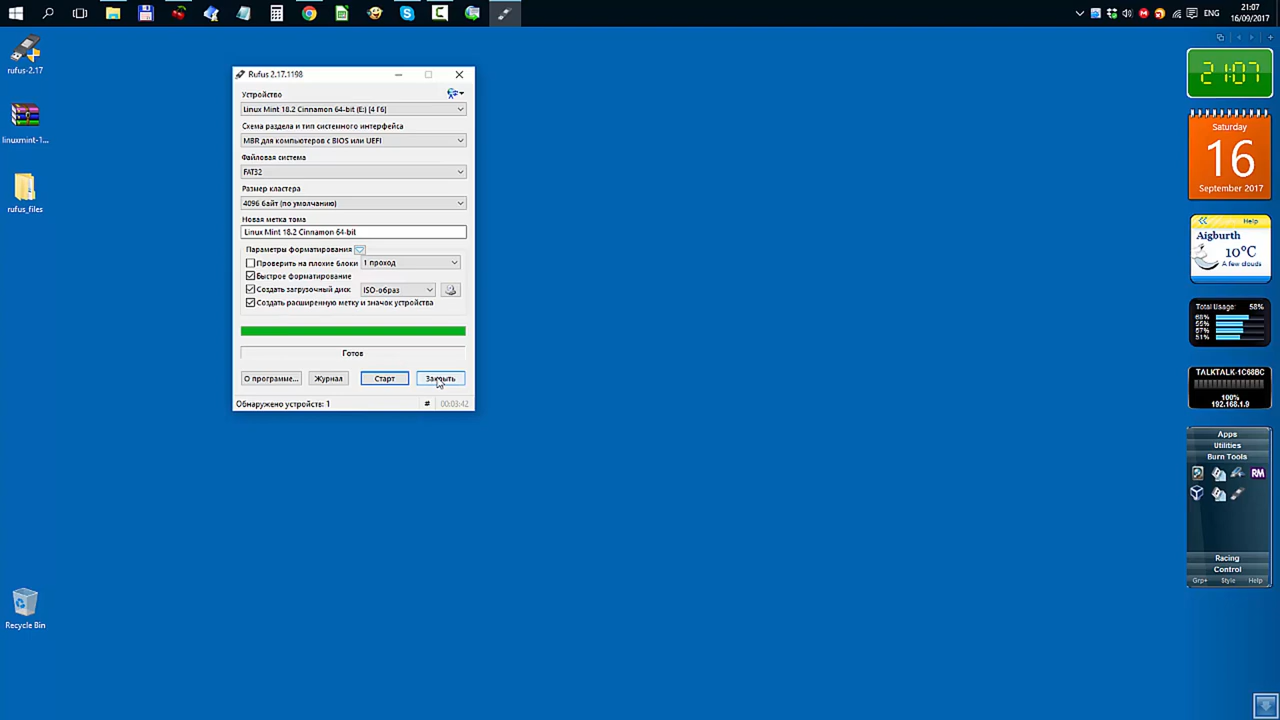 ENG
21:07
16/09/2017
rufus-2.17
linuxmint-1...
rufus_files
Recycle Bin
Rufus 2.17.1198
Устройство
Linux Mint 18.2 Cinnamon 64-bit (E:) [4 Гб]
Схема раздела и тип системного интерфейса
MBR для компьютеров с BIOS или UEFI
Файловая система
FAT32
Размер кластера
4096 байт (по умолчанию)
Новая метка тома
Linux Mint 18.2 Cinnamon 64-bit
Параметры форматирования
Проверить на плохие блоки 1 проход
Быстрое форматирование
Создать загрузочный диск ISO-образ
Создать расширенную метку и значок устройства
Готов
О программе... Журнал Старт Закрыть
Обнаружено устройств: 1 # 00:03:42
21:07
Saturday
16
September 2017
Help
Aigburth
10°C
A few clouds
Total Usage: 58%
68%
55%
57%
51%
TALKTALK-1C68BC
100%
192.168.1.9
Apps
Utilities
Burn Tools
RM
Racing
Control
Grp+ Style Help